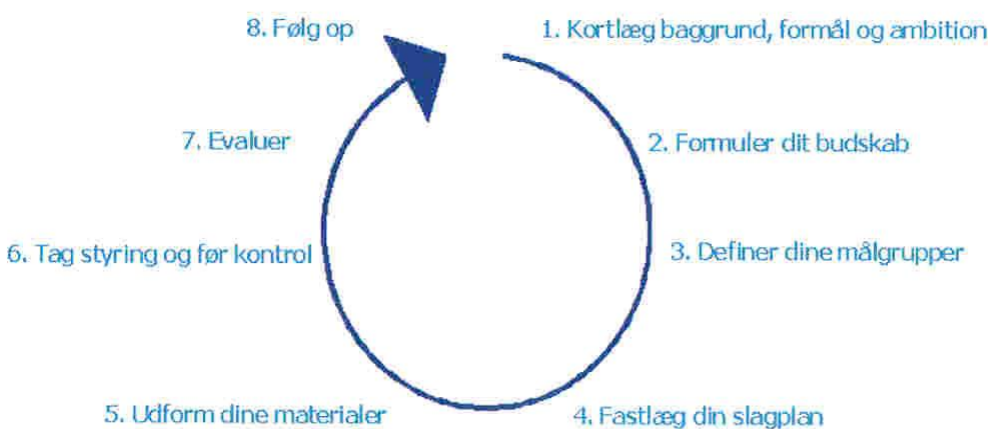 1. Kortlæg baggrund, formål og ambition
2. Formuler dit budskab
3. Definer dine målgrupper
4. Fastlæg din slagplan
5. Udform dine materialer
6. Tag styring og før kontrol
7. Evaluer
8. Følg op